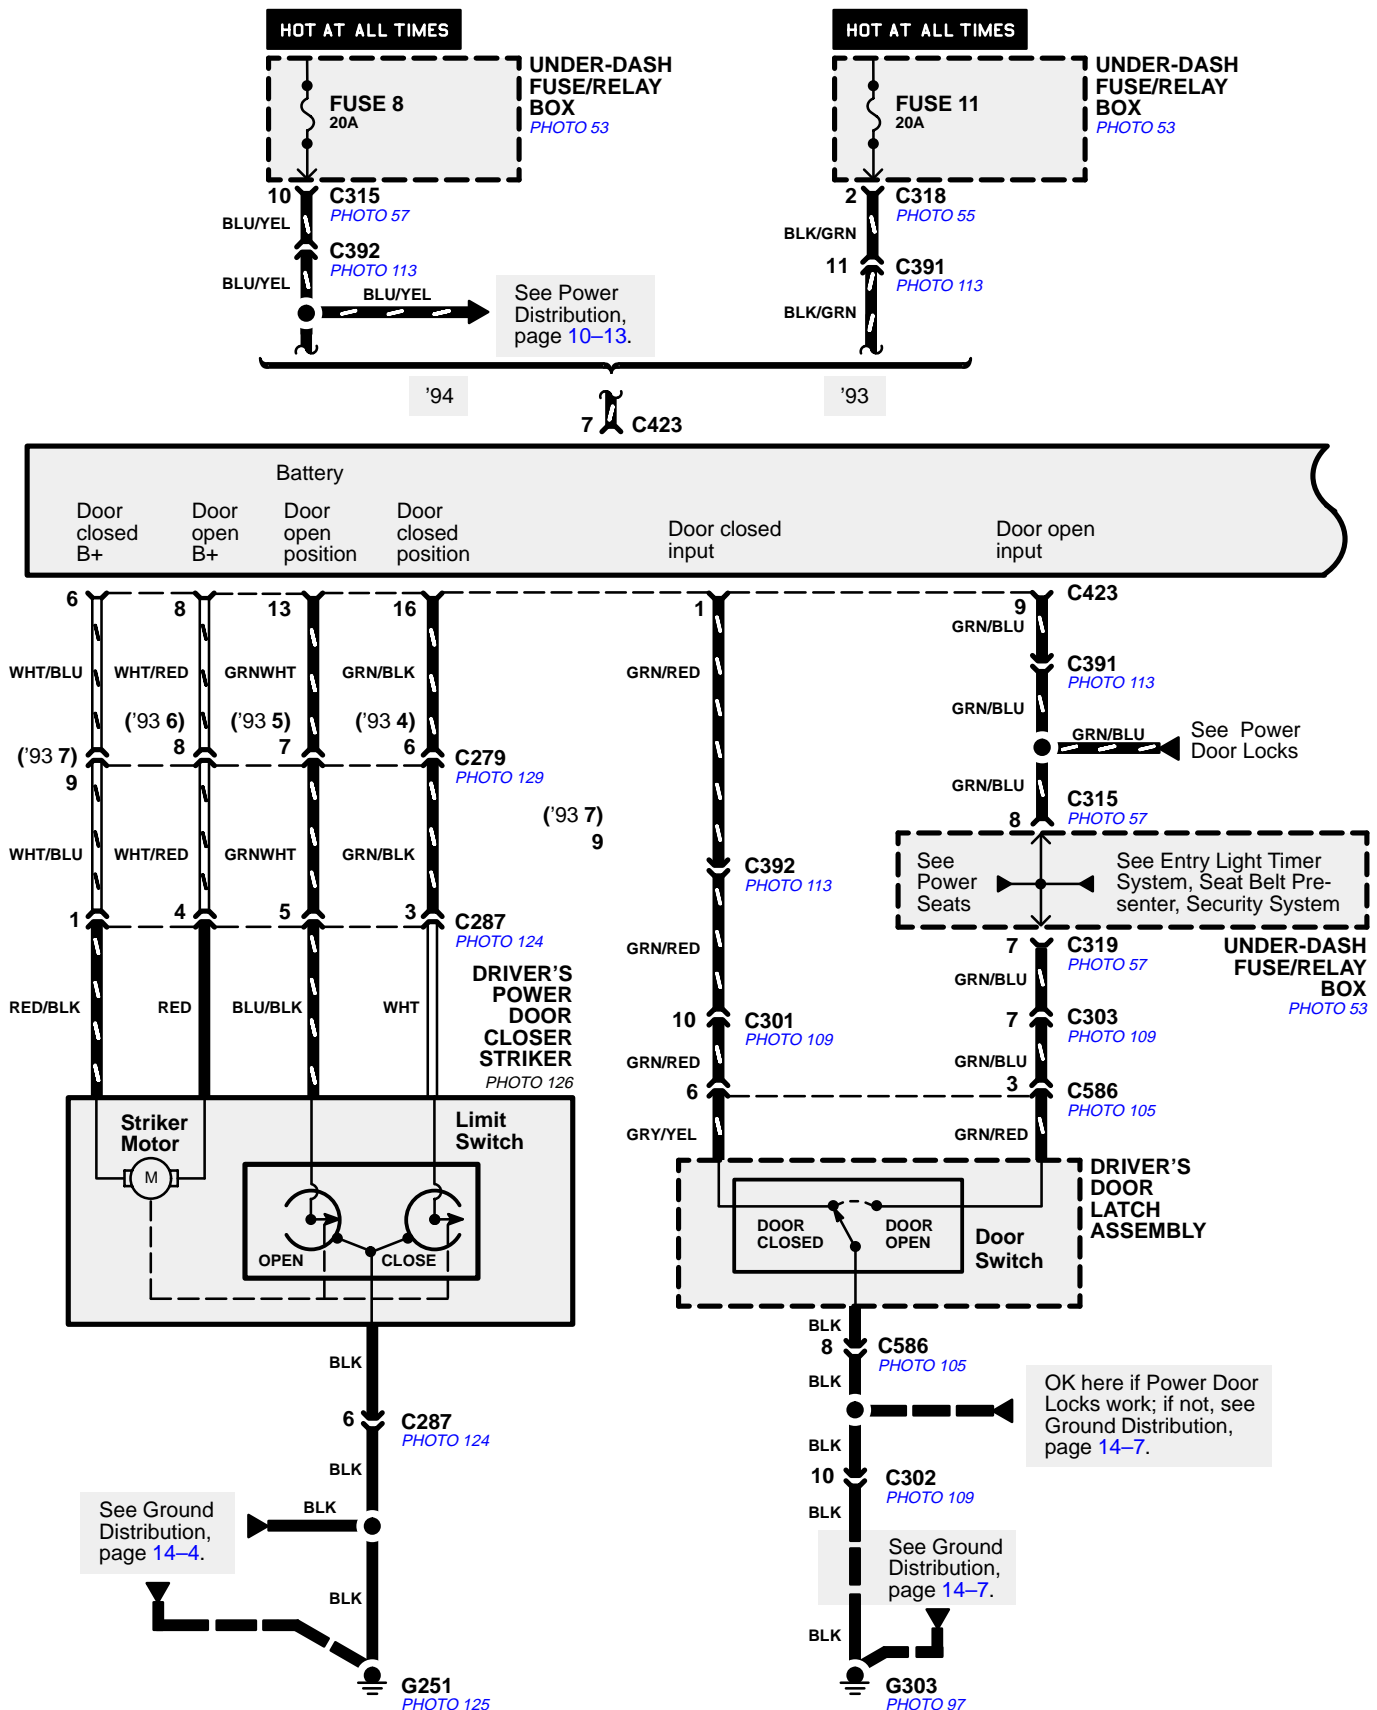 HOT AT ALL TIMES
HOT AT ALL TIMES
UNDER-DASH
FUSE/RELAY
BOX
PHOTO 53
FUSE 8
20A
UNDER-DASH
FUSE/RELAY
BOX
PHOTO 53
FUSE 11
20A
10
C315
PHOTO 57
BLU/YEL
C392
PHOTO 113
BLU/YEL
BLU/YEL
See Power
Distribution,
page 10–13.
2
C318
PHOTO 55
BLK/GRN
11
C391
PHOTO 113
BLK/GRN
'94
'93
7
C423
Battery
Door
closed
B+
Door
open
B+
Door
open
position
Door
closed
position
Door closed
input
Door open
input
6
8
13
16
1
9
C423
GRN/BLU
WHT/BLU
WHT/RED
GRNWHT
GRN/BLK
GRN/RED
C391
PHOTO 113
GRN/BLU
('93 6)
('93 5)
('93 4)
('93 7)
8
7
6
9
C279
PHOTO 129
GRN/BLU
See Power
Door Locks
GRN/BLU
('93 7)
9
C315
PHOTO 57
8
WHT/BLU
WHT/RED
GRNWHT
GRN/BLK
C392
PHOTO 113
See
Power
Seats
See Entry Light Timer
System, Seat Belt Pre-
senter, Security System
1
4
5
3
C287
PHOTO 124
GRN/RED
7
C319
PHOTO 57
UNDER-DASH
FUSE/RELAY
BOX
PHOTO 53
GRN/BLU
DRIVER'S
POWER
DOOR
CLOSER
STRIKER
PHOTO 126
RED/BLK
RED
BLU/BLK
WHT
10
C301
PHOTO 109
7
C303
PHOTO 109
GRN/RED
GRN/BLU
6
3
C586
PHOTO 105
GRY/YEL
GRN/RED
Striker
Motor
M
Limit
Switch
OPEN
CLOSE
DRIVER'S
DOOR
LATCH
ASSEMBLY
DOOR
CLOSED
DOOR
OPEN
Door
Switch
BLK
8
C586
PHOTO 105
BLK
BLK
6
C287
PHOTO 124
BLK
OK here if Power Door
Locks work; if not, see
Ground Distribution,
page 14–7.
BLK
10
C302
PHOTO 109
BLK
See Ground
Distribution,
page 14–4.
BLK
See Ground
Distribution,
page 14–7.
BLK
BLK
G251
PHOTO 125
G303
PHOTO 97